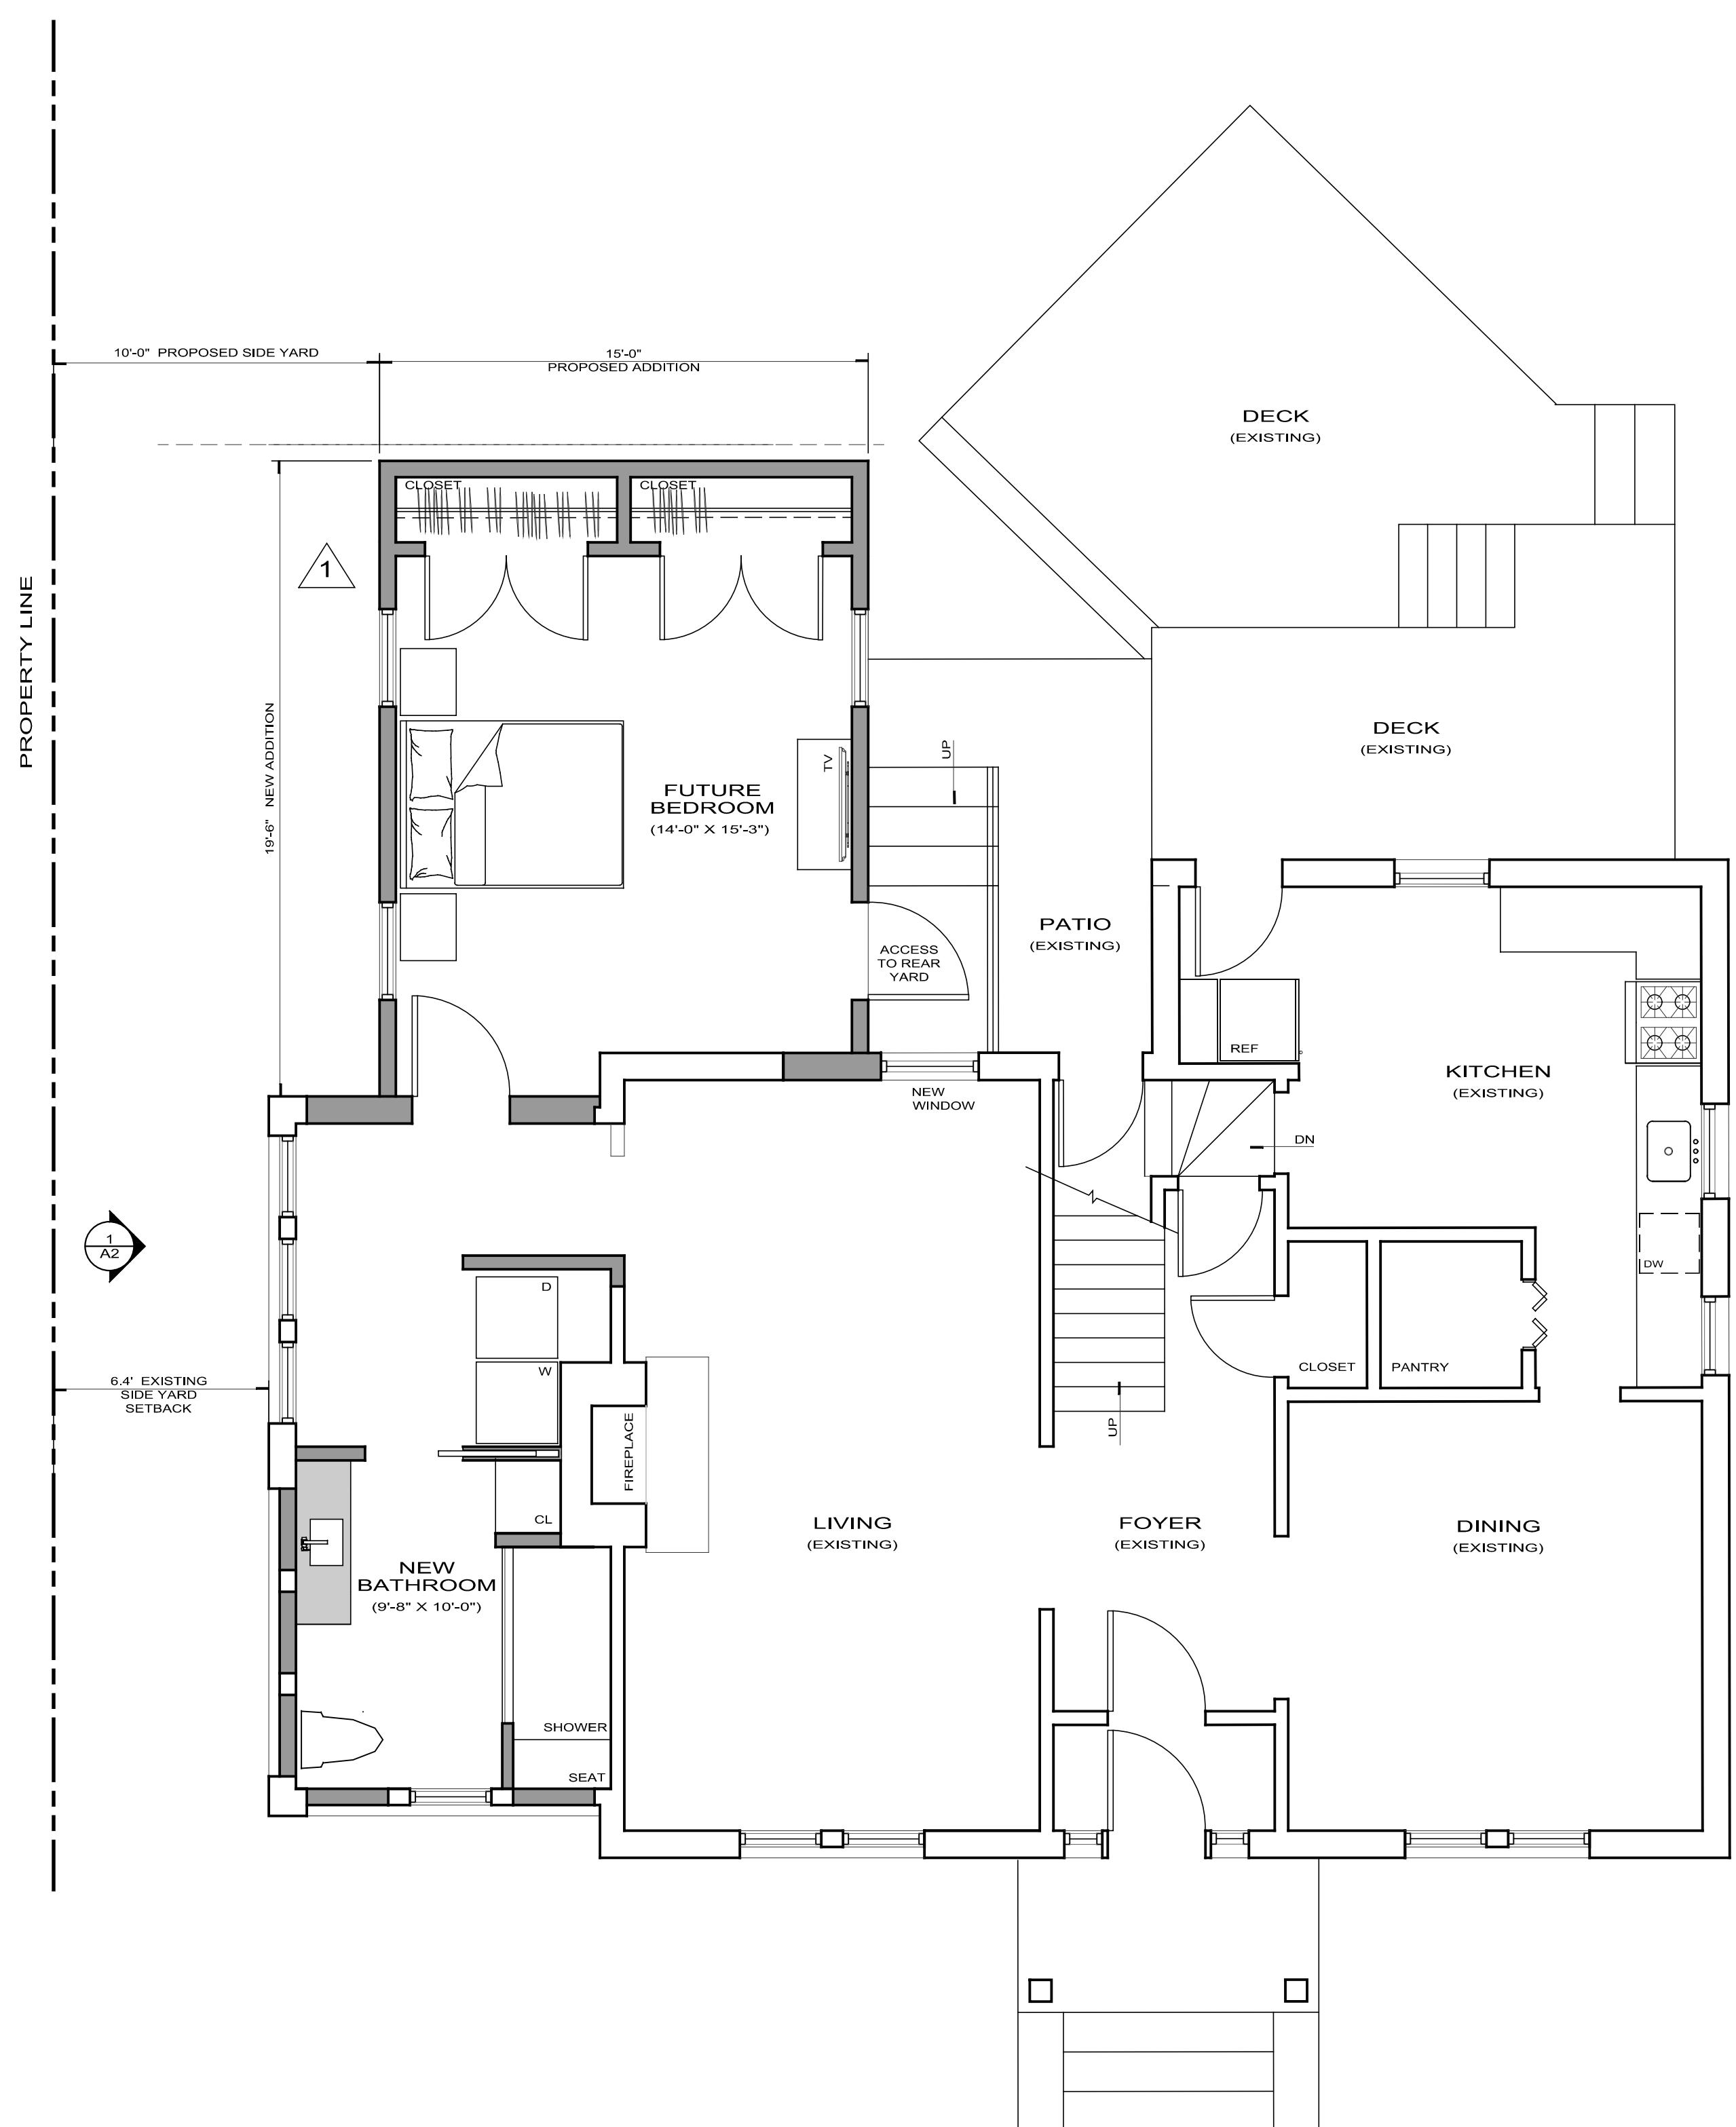 10'-0" PROPOSED SIDE YARD
15'-0"
PROPOSED ADDITION
DECK
(EXISTING)
CLOSET
CLOSET
1
PROPERTY LINE
19'-6" NEW ADDITION
FUTURE
BEDROOM
(14'-0" X 15'-3")
TV
UP
DECK
(EXISTING)
PATIO
(EXISTING)
ACCESS
TO REAR
YARD
REF
KITCHEN
(EXISTING)
NEW
WINDOW
DN
1
A2
DW
D
W
6.4' EXISTING
SIDE YARD
SETBACK
CLOSET
PANTRY
UP
FIREPLACE
CL
LIVING
(EXISTING)
FOYER
(EXISTING)
DINING
(EXISTING)
NEW
BATHROOM
(9'-8" X 10'-0")
SHOWER
SEAT